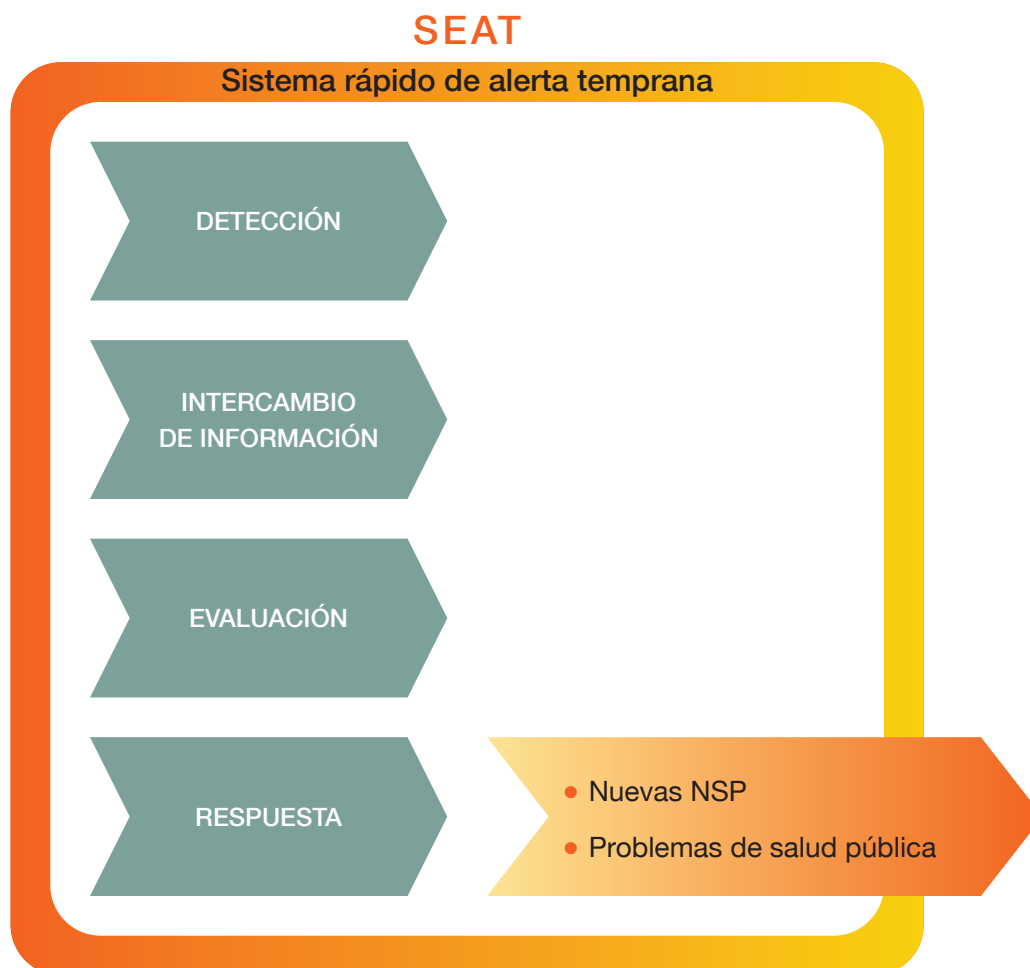 SEAT
Sistema rápido de alerta temprana
DETECCIÓN
INTERCAMBIO
DE INFORMACIÓN
EVALUACIÓN
RESPUESTA
• Nuevas NSP
• Problemas de salud pública